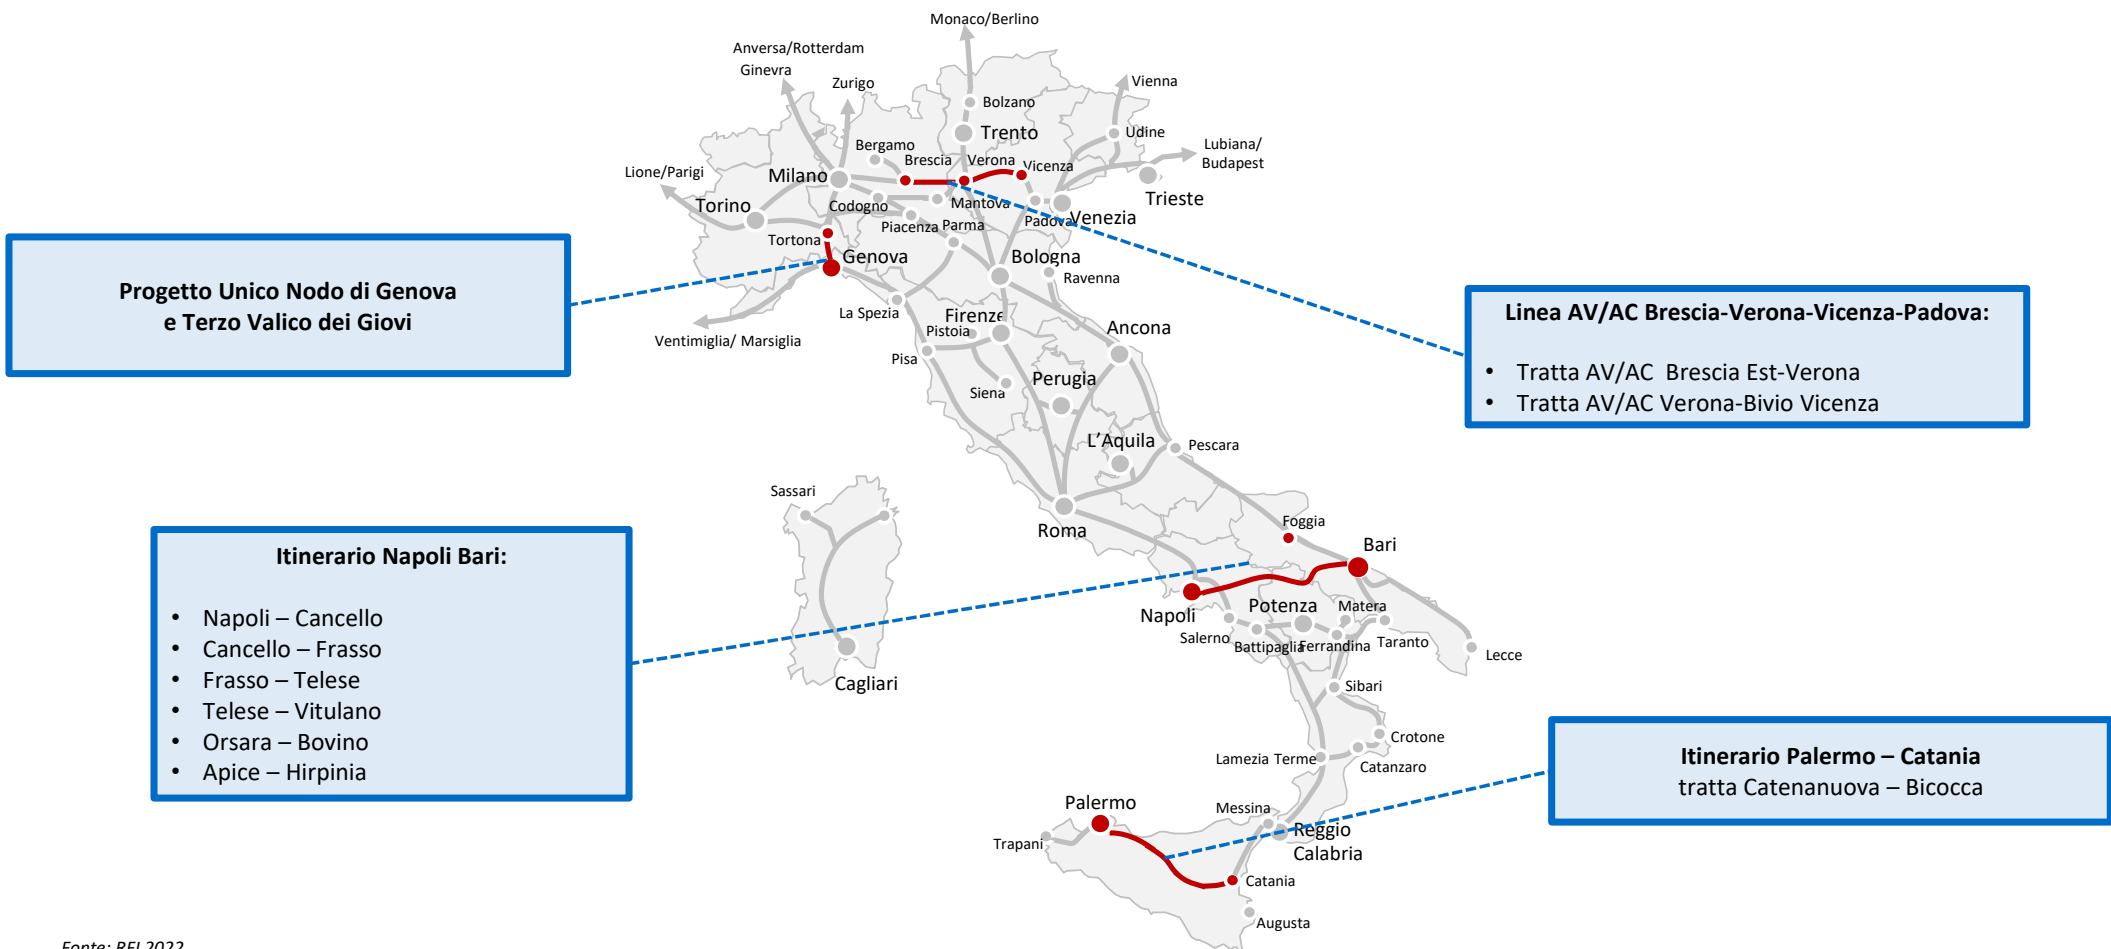 Monaco/Berlino
Anversa/Rotterdam
Ginevra
Zurigo
Vienna
Bolzano
Trento
Udine
Lubiana/
Budapest
Bergamo
Brescia
Verona
Vicenza
Lione/Parigi
Milano
Trieste
Torino
Codogno
Mantova
Padova
Venezia
Piacenza
Parma
Tortona
Genova
Bologna
Ravenna
Progetto Unico Nodo di Genova
e Terzo Valico dei Giovi
La Spezia
Firenze
Pistoia
Ancona
Ventimiglia/ Marsiglia
Pisa
Linea AV/AC Brescia-Verona-Vicenza-Padova:
• Tratta AV/AC  Brescia Est-Verona
• Tratta AV/AC Verona-Bivio Vicenza
Perugia
Siena
L'Aquila
Pescara
Sassari
Roma
Foggia
Bari
Itinerario Napoli Bari:
• Napoli – Cancello
• Cancello – Frasso
• Frasso – Telese
• Telese – Vitulano
• Orsara – Bovino
• Apice – Hirpinia
Napoli
Potenza
Matera
Salerno
Battipaglia
Ferrandina
Taranto
Lecce
Cagliari
Sibari
Crotone
Lamezia Terme
Catanzaro
Itinerario Palermo – Catania
tratta Catenanuova – Bicocca
Palermo
Messina
Trapani
Reggio
Calabria
Catania
Augusta
Fonte: RFI 2022